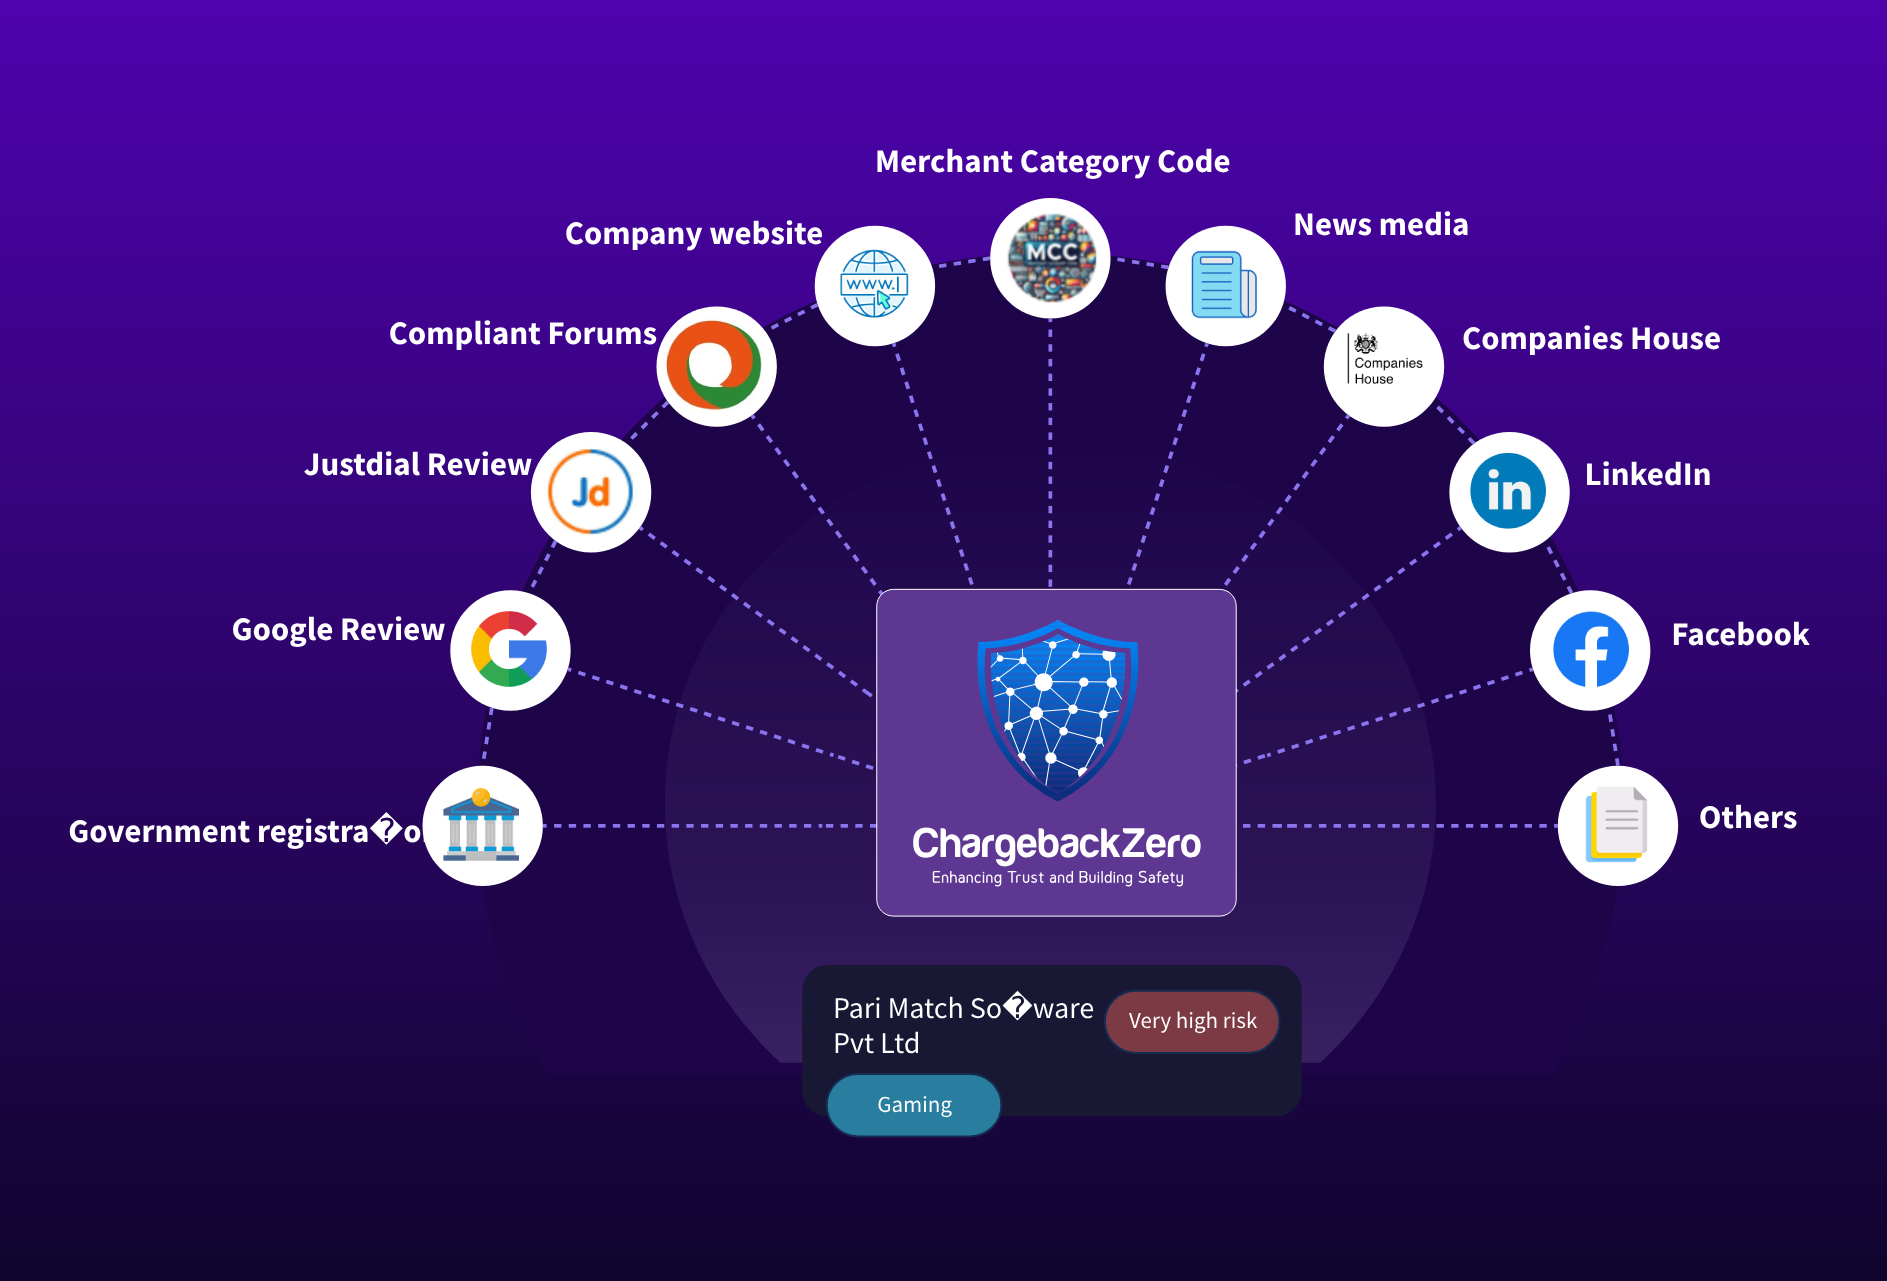 Merchant Category Code
Company website
News media
www.
MCC
Compliant Forums
Companies House
Companies
House
Justdial Review
Jd
in
LinkedIn
Google Review
G
f
Facebook
Government registra�o
Others
ChargebackZero
Enhancing Trust and Building Safety
Pari Match So�ware
Pvt Ltd
Very high risk
Gaming